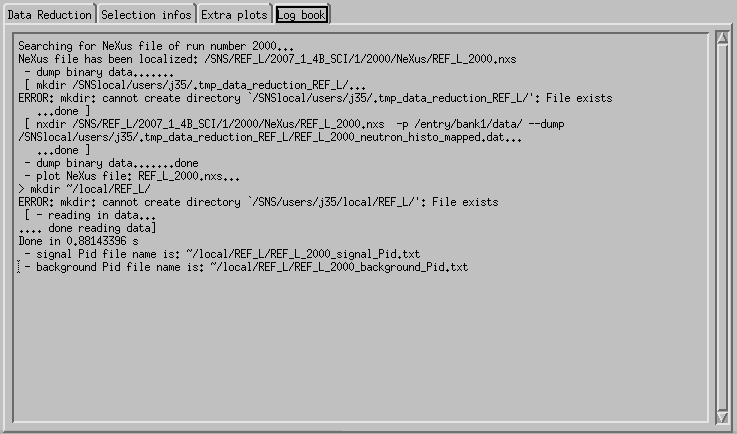 Data Reduction Selection infos Extra plots Log book
Searching for NeXus file of run number 2000...
NeXus file has been localized: /SNS/REF_L/2007_1_4B_SCI/1/2000/NeXus/REF_L_2000.nxs
- dump binary data.......
[ mkdir /SNSlocal/users/j35/.tmp_data_reduction_REF_L/...
ERROR: mkdir: cannot create directory `/SNSlocal/users/j35/.tmp_data_reduction_REF_L/': File exists
...done ]
[ nxdir /SNS/REF_L/2007_1_4B_SCI/1/2000/NeXus/REF_L_2000.nxs -p /entry/bank1/data/ --dump
/SNSlocal/users/j35/.tmp_data_reduction_REF_L/REF_L_2000_neutron_histo_mapped.dat...
...done ]
- dump binary data.......done
- plot NeXus file: REF_L_2000.nxs...
> mkdir ~/local/REF_L/
ERROR: mkdir: cannot create directory `/SNS/users/j35/local/REF_L/': File exists
[ - reading in data...
.... done reading data]
Done in 0.88143396 s
- signal Pid file name is: ~/local/REF_L/REF_L_2000_signal_Pid.txt
- background Pid file name is: ~/local/REF_L/REF_L_2000_background_Pid.txt